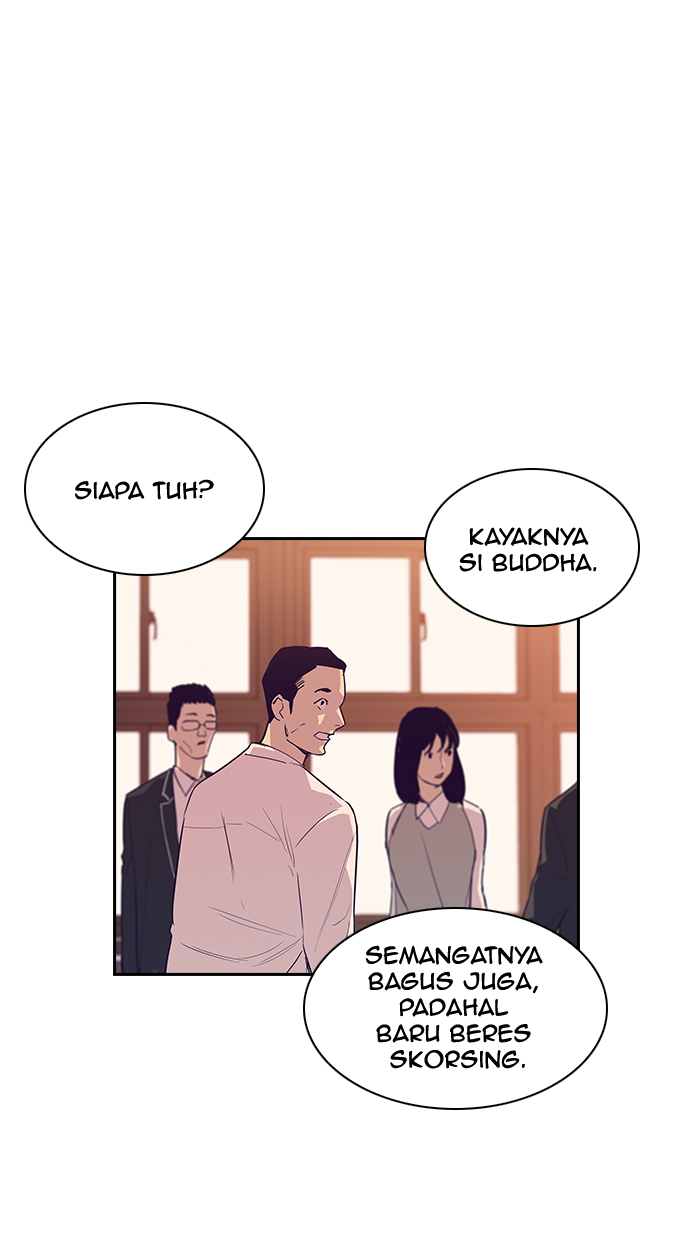 SIAPA TUH?
KAYAKNYA
SI BUDDHA.
SEMANGATNYA
BAGUS JUGA,
PADAHAL
BARU BERES
SKORSING.